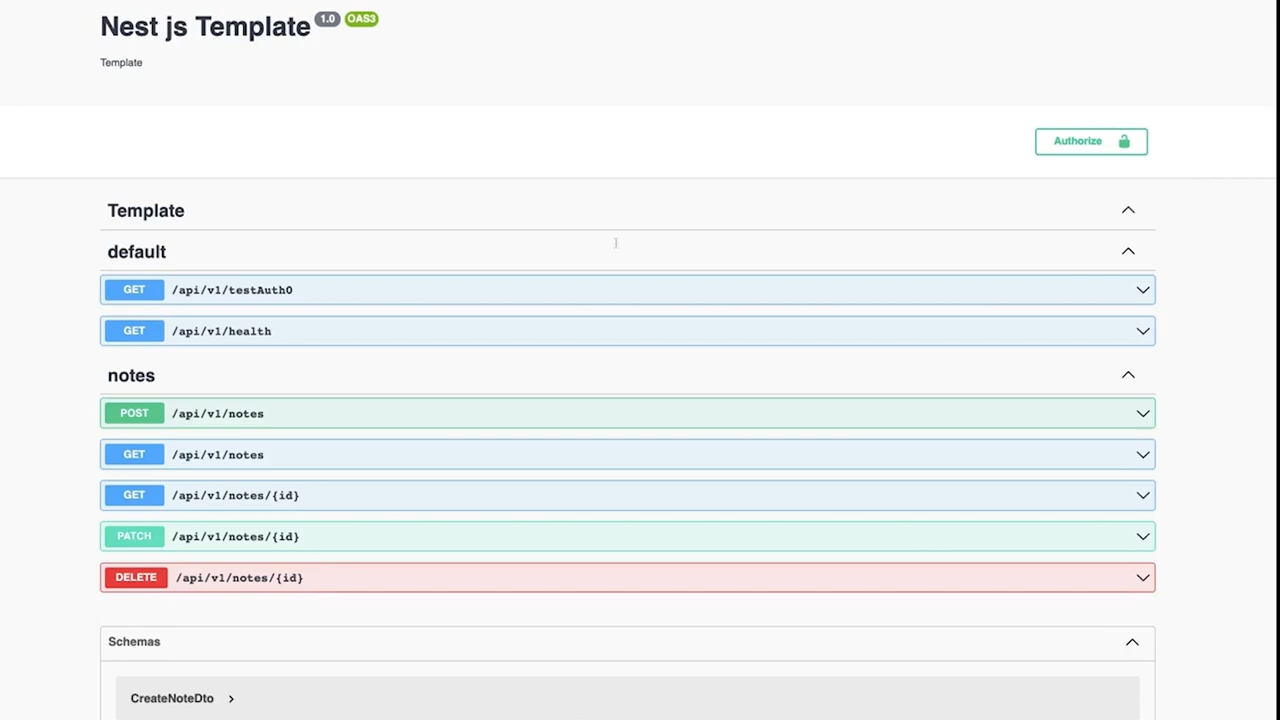 Nest js Template 1.0 OAS3
Template
Authorize
Template
default
GET /api/v1/testAuth0
GET /api/v1/health
notes
POST /api/v1/notes
GET /api/v1/notes
GET /api/v1/notes/{id}
PATCH /api/v1/notes/{id}
DELETE /api/v1/notes/{id}
Schemas
CreateNoteDto